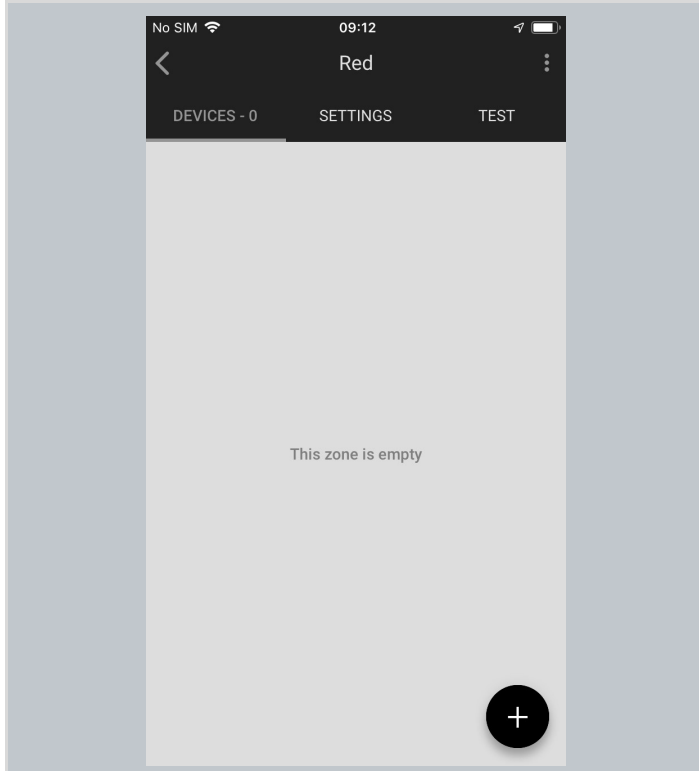 No SIM 09:12
Red
DEVICES - 0 SETTINGS TEST
This zone is empty
+